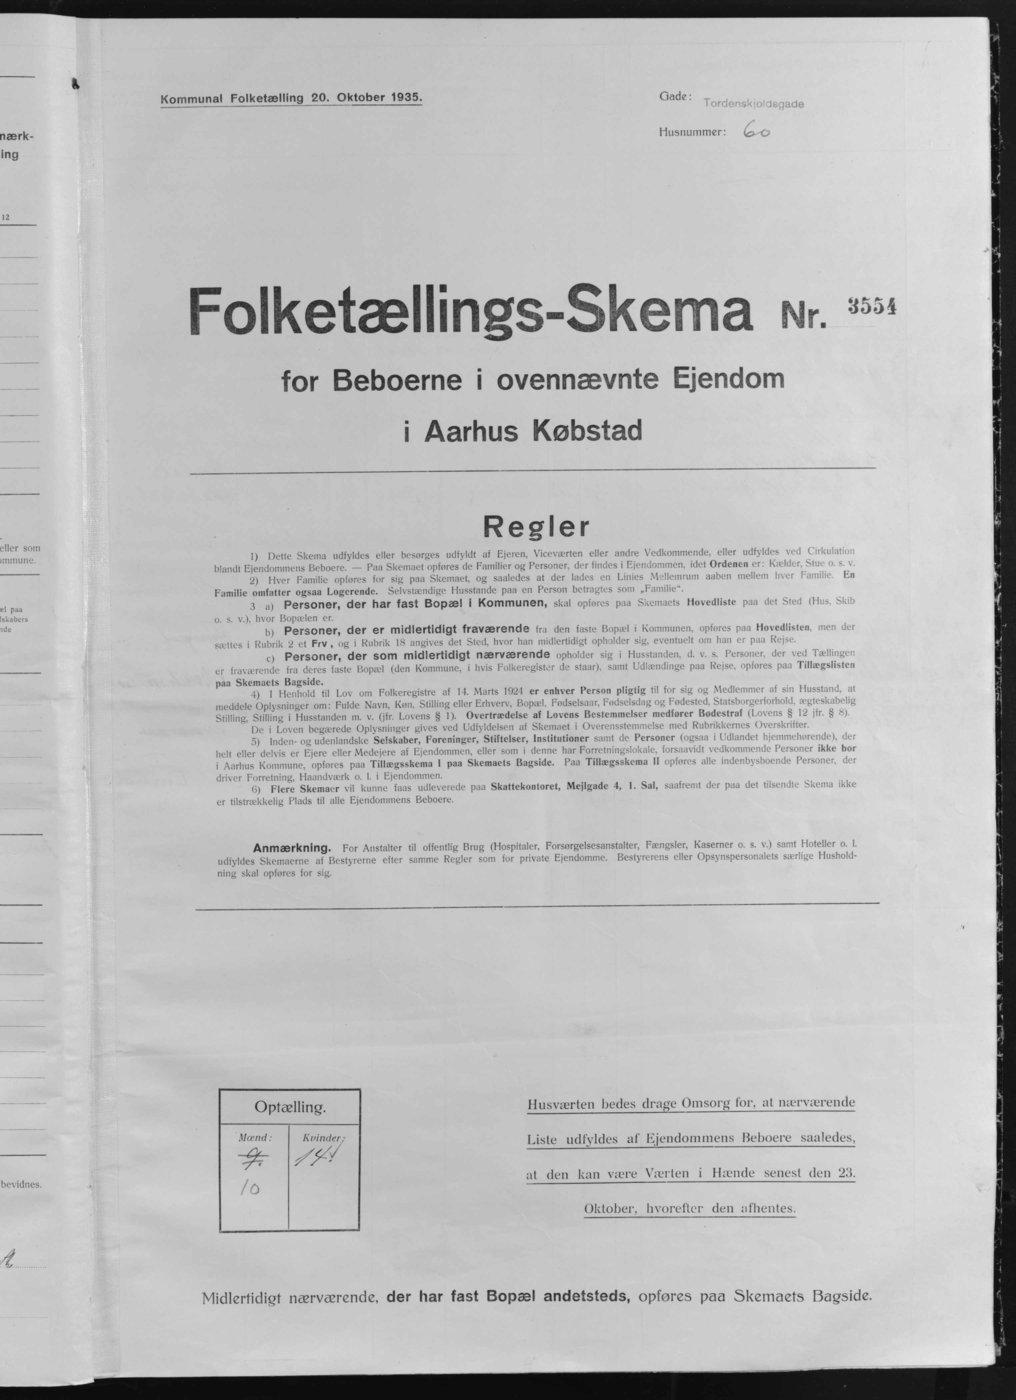 Kommunal Folketælling 20. Oktober 1935.
Gade: Tordenskjoldsgade
Husnummer: 60
Folketællings-Skema Nr. 3554
for Beboerne i ovennævnte Ejendom
i Aarhus Købstad
Regler
1) Dette Skema udfyldes eller besørges udfyldt af Ejeren, Viceværten eller andre Vedkommende, eller udfyldes ved Cirkulation
blandt Ejendommens Beboere. — Paa Skemaet opføres de Familier og Personer, der findes i Ejendommen, idet Ordenen er: Kælder, Stue o. s. v.
2) Hver Familie opføres for sig paa Skemaet, og saaledes at der lades en Linies Mellemrum aaben mellem hver Familie. En
Familie omfatter ogsaa Logerende. Selvstændige Husstande paa en Person betragtes som „Familie“.
3 a) Personer, der har fast Bopæl i Kommunen, skal opføres paa Skemaets Hovedliste paa det Sted (Hus, Skib
o. s. v.), hvor Bopælen er.
b) Personer, der er midlertidigt fraværende fra den faste Bopæl i Kommunen, opføres paa Hovedlisten, men der
sættes i Rubrik 2 et Frv, og i Rubrik 18 angives det Sted, hvor han midlertidigt opholder sig, eventuelt om han er paa Rejse.
c) Personer, der som midlertidigt nærværende opholder sig i Husstanden, d. v. s. Personer, der ved Tællingen
er fraværende fra deres faste Bopæl (den Kommune, i hvis Folkeregister de staar), samt Udlændinge paa Rejse, opføres paa Tillægslisten
paa Skemaets Bagside.
4) I Henhold til Lov om Folkeregistre af 14. Marts 1924 er enhver Person pligtig til for sig og Medlemmer af sin Husstand, at
meddele Oplysninger om: Fulde Navn, Køn, Stilling eller Erhverv, Bopæl, Fødselsaar, Fødselsdag og Fødested, Statsborgerforhold, ægteskabelig
Stilling, Stilling i Husstanden m. v. (jfr. Lovens § 1). Overtrædelse af Lovens Bestemmelser medfører Bødestraf (Lovens § 12 jfr. § 8).
De i Loven begærede Oplysninger gives ved Udfyldelsen af Skemaet i Overensstemmelse med Rubrikkernes Overskrifter.
5) Inden- og udenlandske Selskaber, Foreninger, Stiftelser, Institutioner samt de Personer (ogsaa i Udlandet hjemmehørende), der
helt eller delvis er Ejere eller Medejere af Ejendommen, eller som i denne har Forretningslokale, forsaavidt vedkommende Personer ikke bor
i Aarhus Kommune, opføres paa Tillægsskema I paa Skemaets Bagside. Paa Tillægsskema II opføres alle indenbysboende Personer, der
driver Forretning, Haandværk o. l. i Ejendommen.
6) Flere Skemaer vil kunne faas udleverede paa Skattekontoret, Mejlgade 4, 1. Sal, saafremt der paa det tilsendte Skema ikke
er tilstrækkelig Plads til alle Ejendommens Beboere.
Anmærkning. For Anstalter til offentlig Brug (Hospitaler, Forsørgelsesanstalter, Fængsler, Kaserner o. s. v.) samt Hoteller o. l.
udfyldes Skemaerne af Bestyrerne efter samme Regler som for private Ejendomme. Bestyrerens eller Opsynspersonalets særlige Hushold-
ning skal opføres for sig.
Optælling.
Mænd: Kvinder:
9. 14
10
Husværten bedes drage Omsorg for, at nærværende
Liste udfyldes af Ejendommens Beboere saaledes,
at den kan være Værten i Hænde senest den 23.
Oktober, hvorefter den afhentes.
Midlertidigt nærværende, der har fast Bopæl andetsteds, opføres paa Skemaets Bagside.
nærk-
ing
12
eller som
ommune.
el paa
lskabers
nde
bevidnes.